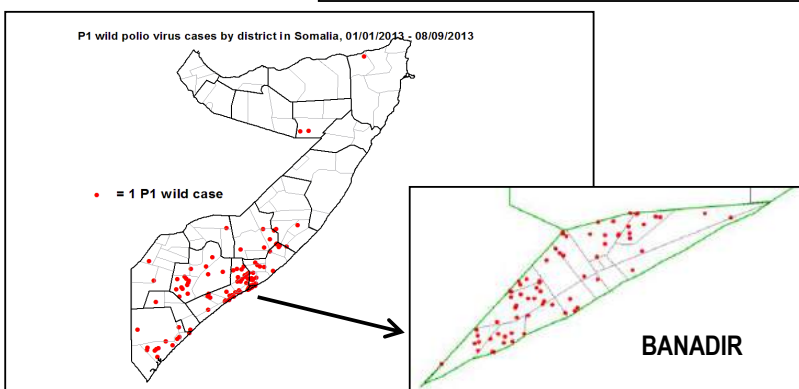 P1 wild polio virus cases by district in Somalia, 01/01/2013 - 08/09/2013
= 1 P1 wild case
BANADIR